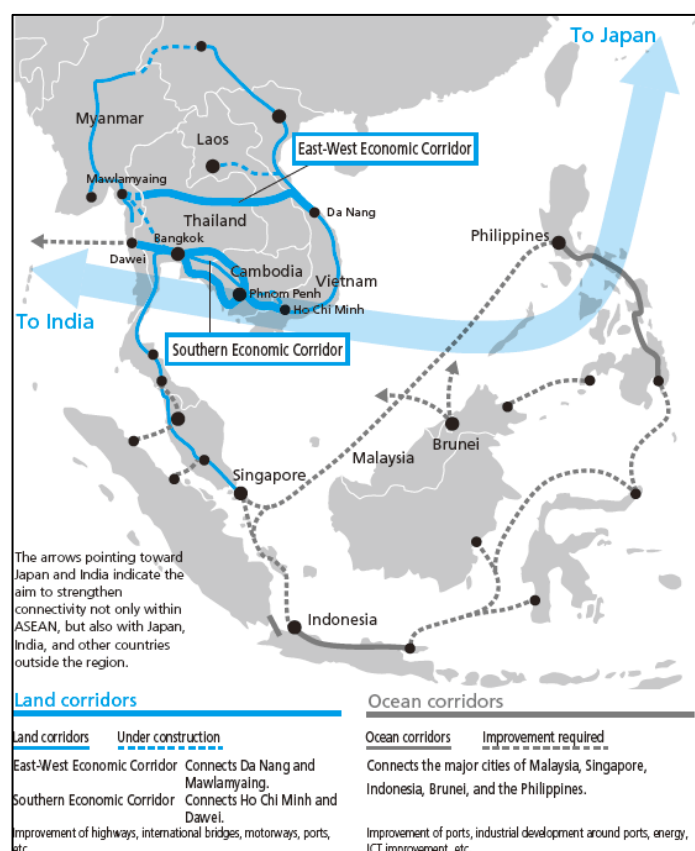 To Japan
Myanmar
Laos
East-West Economic Corridor
Mawlamyaing
Da Nang
Thailand
Philippines
Bangkok
Dawei
Cambodia
Vietnam
Phnom Penh
Ho Chi Minh
To India
Southern Economic Corridor
Brunei
Malaysia
Singapore
The arrows pointing toward
Japan and India indicate the
aim to strengthen
connectivity not only within
ASEAN, but also with Japan,
India, and other countries
outside the region.
Indonesia
Land corridors
Land corridors Under construction
East-West Economic Corridor Connects Da Nang and
Mawlamyaing.
Southern Economic Corridor Connects Ho Chi Minh and
Dawei.
Improvement of highways, international bridges, motorways, ports,
etc
Ocean corridors
Ocean corridors Improvement required
Connects the major cities of Malaysia, Singapore,
Indonesia, Brunei, and the Philippines.
Improvement of ports, industrial development around ports, energy,
ICT improvement, etc